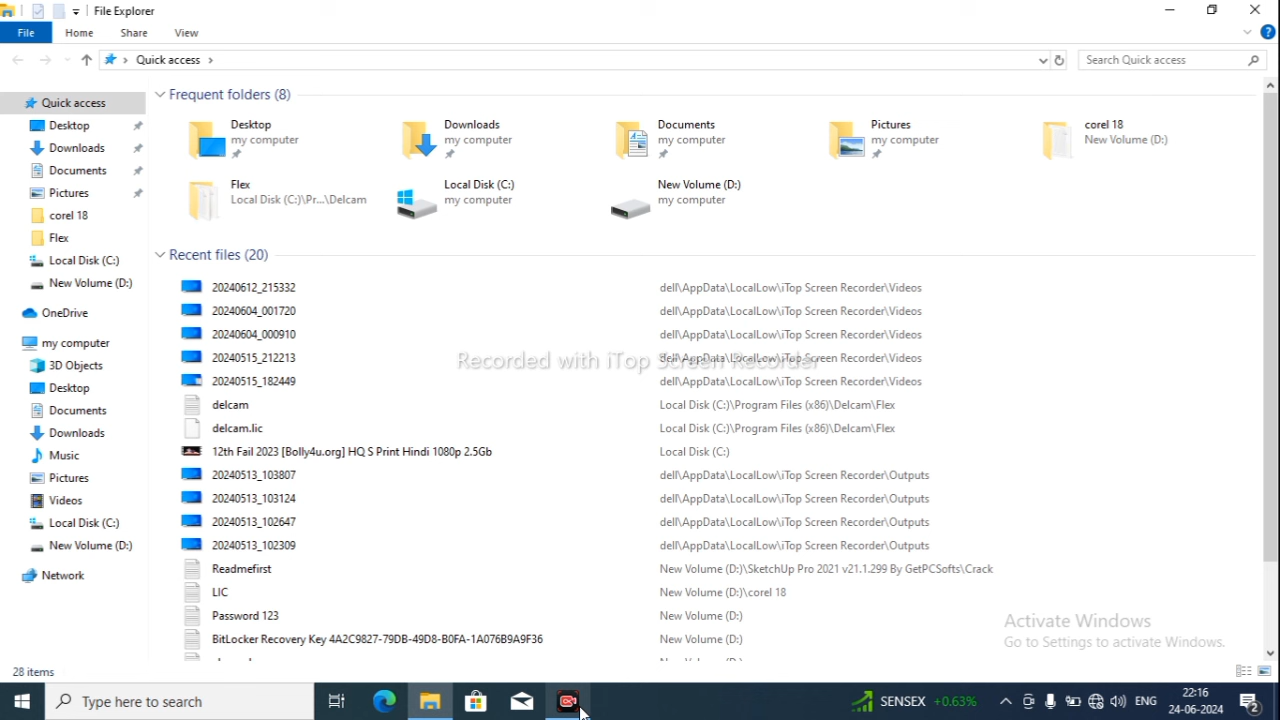 File Explorer
File Home Share View
Quick access
Search Quick access
Quick access
Desktop
Downloads
Documents
Pictures
corel 18
Flex
Local Disk (C:)
New Volume (D:)
OneDrive
my computer
3D Objects
Desktop
Documents
Downloads
Music
Pictures
Videos
Local Disk (C:)
New Volume (D:)
Network
Frequent folders (8)
Desktop
my computer
Downloads
my computer
Documents
my computer
Pictures
my computer
corel 18
New Volume (D:)
Flex
Local Disk (C:)\Pr...\Delcam
Local Disk (C:)
my computer
New Volume (D:)
my computer
Recent files (20)
20240612_215332 dell\AppData\LocalLow\iTop Screen Recorder\Videos
20240604_001720 dell\AppData\LocalLow\iTop Screen Recorder\Videos
20240604_000910 dell\AppData\LocalLow\iTop Screen Recorder\Videos
20240515_212213 dell\AppData\LocalLow\iTop Screen Recorder\Videos
Recorded with iTop Screen Recorder
20240515_182449 dell\AppData\LocalLow\iTop Screen Recorder\Videos
delcam Local Disk (C:)\Program Files (x86)\Delcam\Flex
delcam.lic Local Disk (C:)\Program Files (x86)\Delcam\Flex
12th Fail 2023 [Bolly4u.org] HQ S Print Hindi 1080p 2.5Gb Local Disk (C:)
20240513_103807 dell\AppData\LocalLow\iTop Screen Recorder\Outputs
20240513_103124 dell\AppData\LocalLow\iTop Screen Recorder\Outputs
20240513_102647 dell\AppData\LocalLow\iTop Screen Recorder\Outputs
20240513_102309 dell\AppData\LocalLow\iTop Screen Recorder\Outputs
Readmefirst New Volume (D:)\SketchUp Pro 2021 v21.1.299 By GetPCSofts\Crack
LIC New Volume (D:)\corel 18
Password 123 New Volume (D:)
BitLocker Recovery Key 4A2C9827-79DB-49D8-B0FA-1A076B9A9F36 New Volume (D:)
Activate Windows
Go to Settings to activate Windows.
28 items
Type here to search
SENSEX +0.63%
ENG
22:16
24-06-2024
2